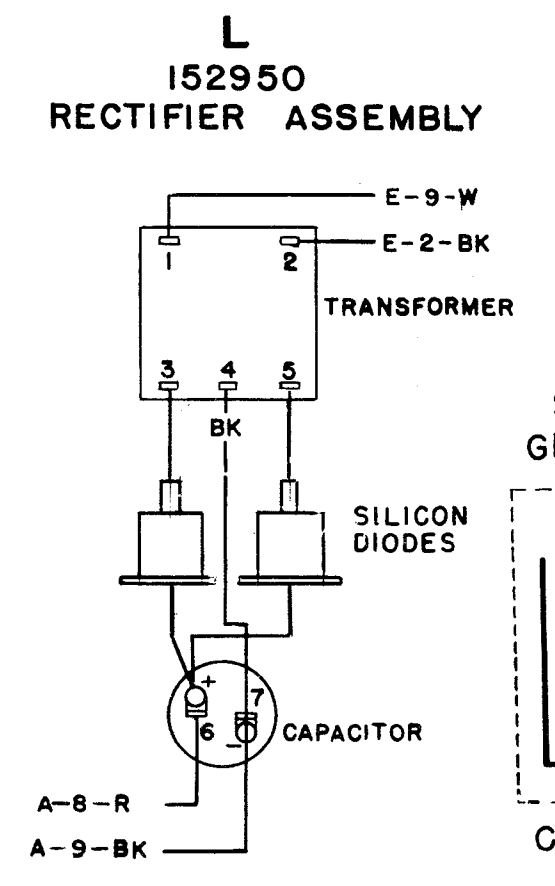 L
152950
RECTIFIER ASSEMBLY
E-9-W
E-2-BK
1 2
TRANSFORMER
3 4 5
BK
SILICON
DIODES
+
7
6
-
CAPACITOR
A-8-R
A-9-BK
G
C